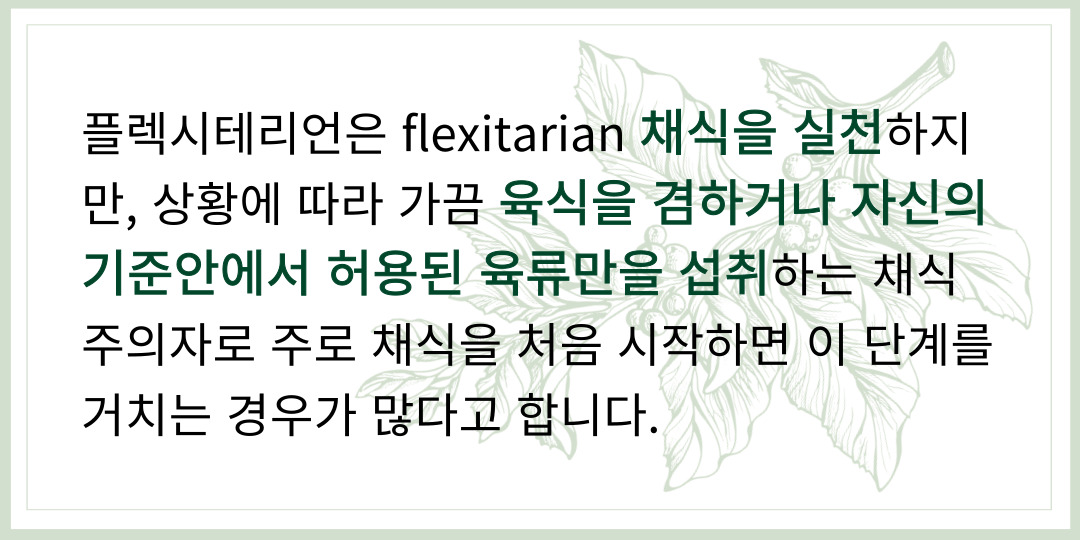 플렉시테리언은 flexitarian 채식을 실천하지
만, 상황에 따라 가끔 육식을 겸하거나 자신의
기준안에서 허용된 육류만을 섭취하는 채식
주의자로 주로 채식을 처음 시작하면 이 단계를
거치는 경우가 많다고 합니다.